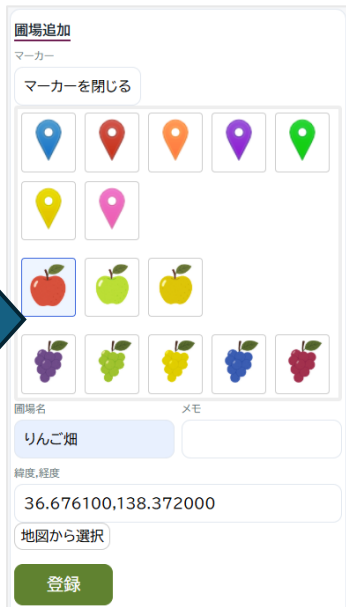 圃場追加
マーカー
マーカーを閉じる
圃場名 メモ
りんご畑
緯度,経度
36.676100,138.372000
地図から選択
登録